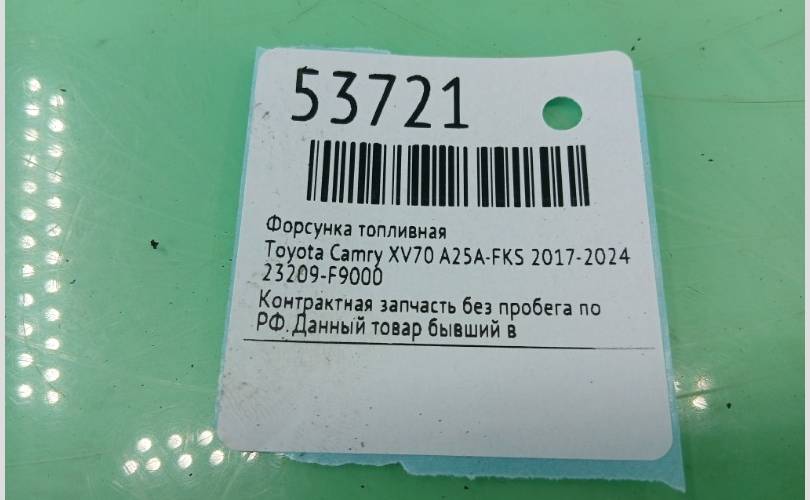 53721
Форсунка топливная
Toyota Camry XV70 A25A-FKS 2017-2024
23209-F9000
Контрактная запчасть без пробега по
РФ. Данный товар бывший в